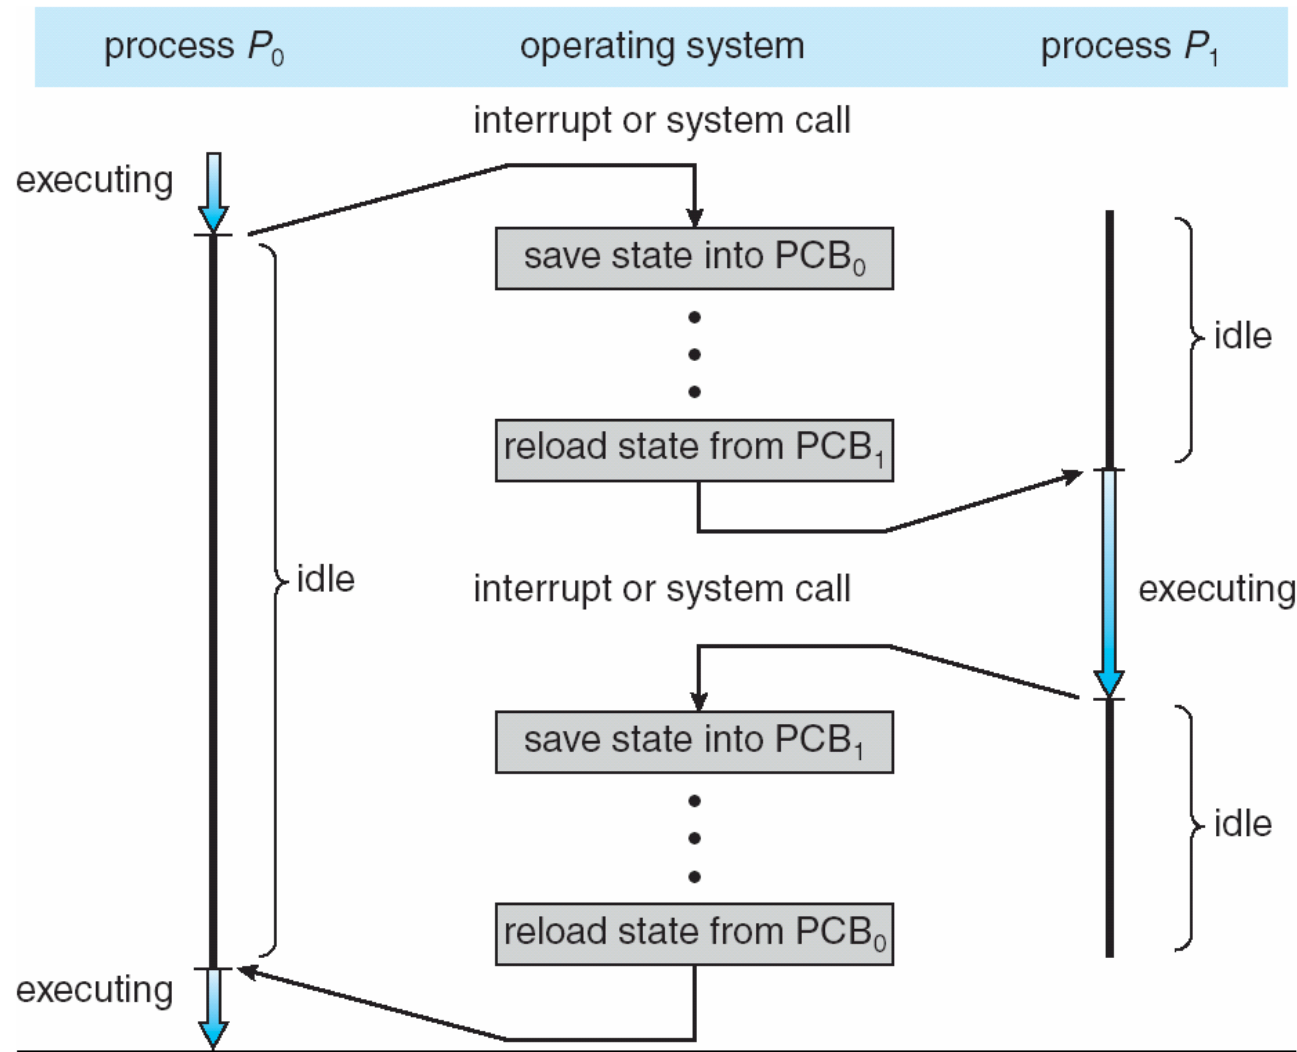 process P0 operating system process P1
interrupt or system call
executing
save state into PCB0
idle
reload state from PCB1
idle
interrupt or system call
executing
save state into PCB1
idle
reload state from PCB0
executing